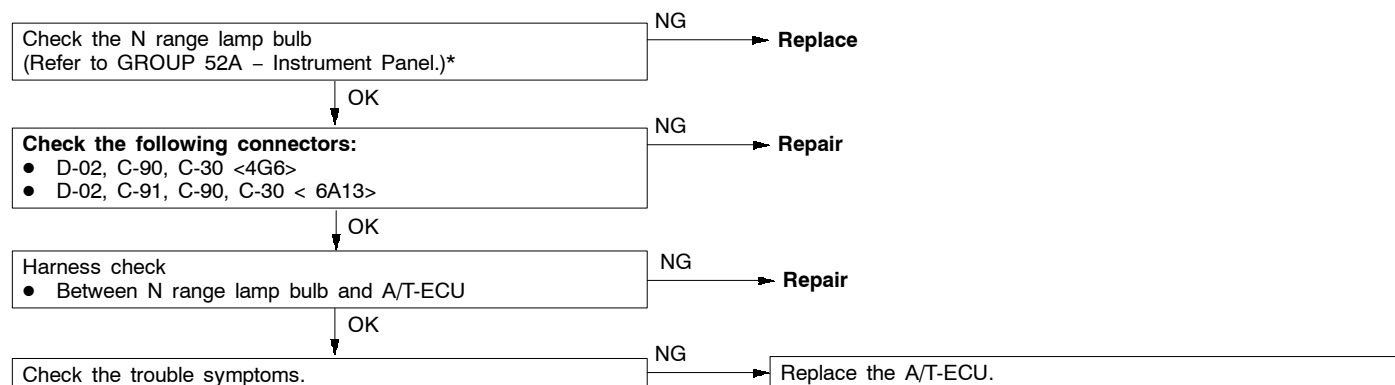 NG
Check the N range lamp bulb
(Refer to GROUP 52A – Instrument Panel.)*
Replace
OK
NG
Check the following connectors:
● D-02, C-90, C-30 <4G6>
● D-02, C-91, C-90, C-30 < 6A13>
Repair
OK
NG
Harness check
● Between N range lamp bulb and A/T-ECU
Repair
OK
NG
Check the trouble symptoms.
Replace the A/T-ECU.